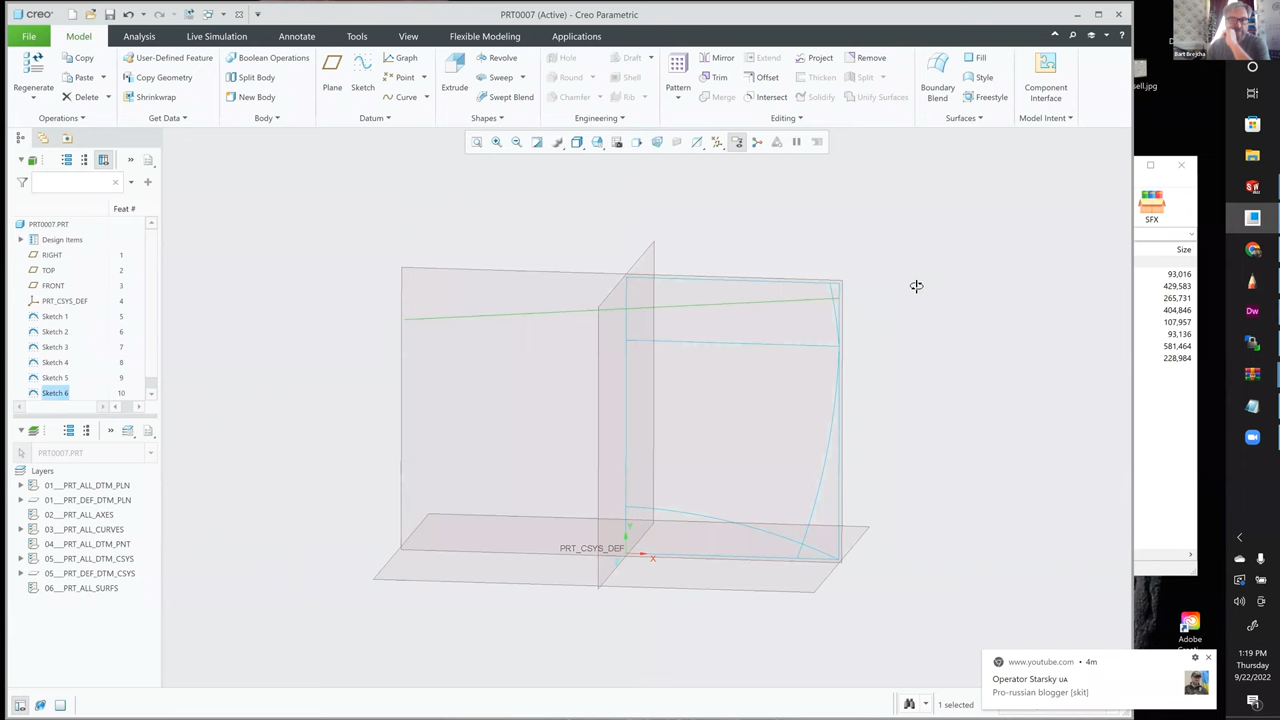 creo
PRT0007 (Active) - Creo Parametric
Bart Brejcha
File Model Analysis Live Simulation Annotate Tools View Flexible Modeling Applications
Regenerate
Copy
Paste
Delete
Operations
User-Defined Feature
Copy Geometry
Shrinkwrap
Get Data
Boolean Operations
Split Body
New Body
Body
Plane
Sketch
Graph
Point
Curve
Datum
Extrude
Revolve
Sweep
Swept Blend
Shapes
Hole
Round
Chamfer
Draft
Shell
Rib
Engineering
Pattern
Mirror
Trim
Merge
Extend
Offset
Intersect
Project
Thicken
Solidify
Remove
Split
Unify Surfaces
Editing
Boundary
Blend
Fill
Style
Freestyle
Surfaces
Component
Interface
Model Intent
sell.jpg
Feat #
PRT0007.PRT
Design Items
RIGHT 1
TOP 2
FRONT 3
PRT_CSYS_DEF 4
Sketch 1 5
Sketch 2 6
Sketch 3 7
Sketch 4 8
Sketch 5 9
Sketch 6 10
PRT0007.PRT
Layers
01___PRT_ALL_DTM_PLN
01___PRT_DEF_DTM_PLN
02___PRT_ALL_AXES
03___PRT_ALL_CURVES
04___PRT_ALL_DTM_PNT
05___PRT_ALL_DTM_CSYS
05___PRT_DEF_DTM_CSYS
06___PRT_ALL_SURFS
PRT_CSYS_DEF
Y
X
SFX
Size
93,016
429,583
265,731
404,846
107,957
93,136
581,464
228,984
Adobe
www.youtube.com • 4m
Operator Starsky UA
Pro-russian blogger [skit]
1 selected
1:19 PM
Thursday
9/22/2022